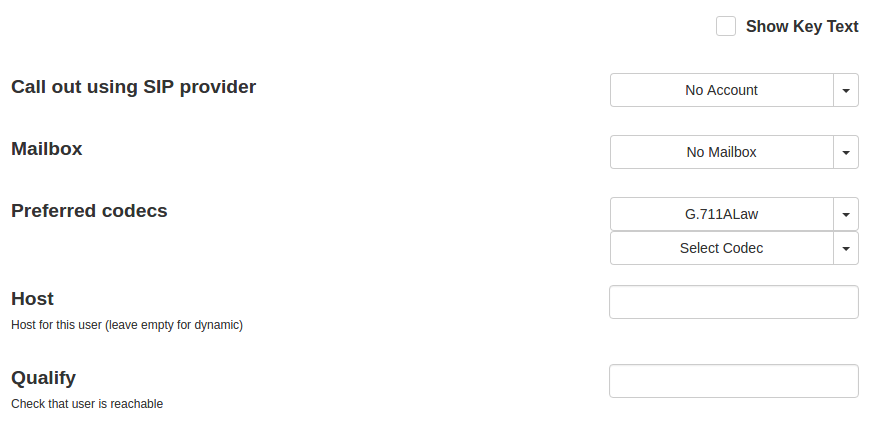 Show Key Text
Call out using SIP provider
No Account
Mailbox
No Mailbox
Preferred codecs
G.711ALaw
Select Codec
Host
Host for this user (leave empty for dynamic)
Qualify
Check that user is reachable